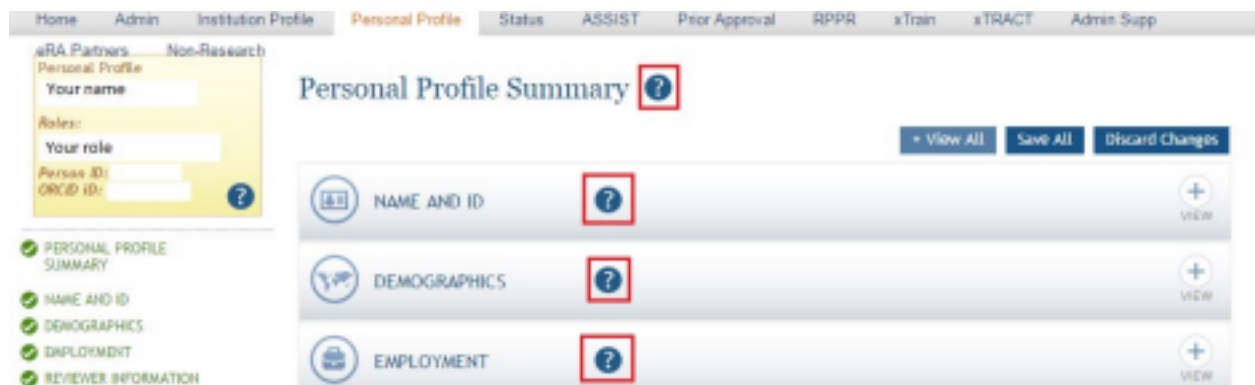 Home Admin Institution Profile Personal Profile Status ASSIST Prior Approval RPPR xTrain xTRACT Admin Supp
eRA Partners Non-Research
Personal Profile
Your name
Roles:
Your role
Person ID:
ORCID ID:
?
PERSONAL PROFILE
SUMMARY
NAME AND ID
DEMOGRAPHICS
EMPLOYMENT
REVIEWER INFORMATION
Personal Profile Summary ?
+ View All Save All Discard Changes
NAME AND ID ? VIEW
DEMOGRAPHICS ? VIEW
EMPLOYMENT ? VIEW